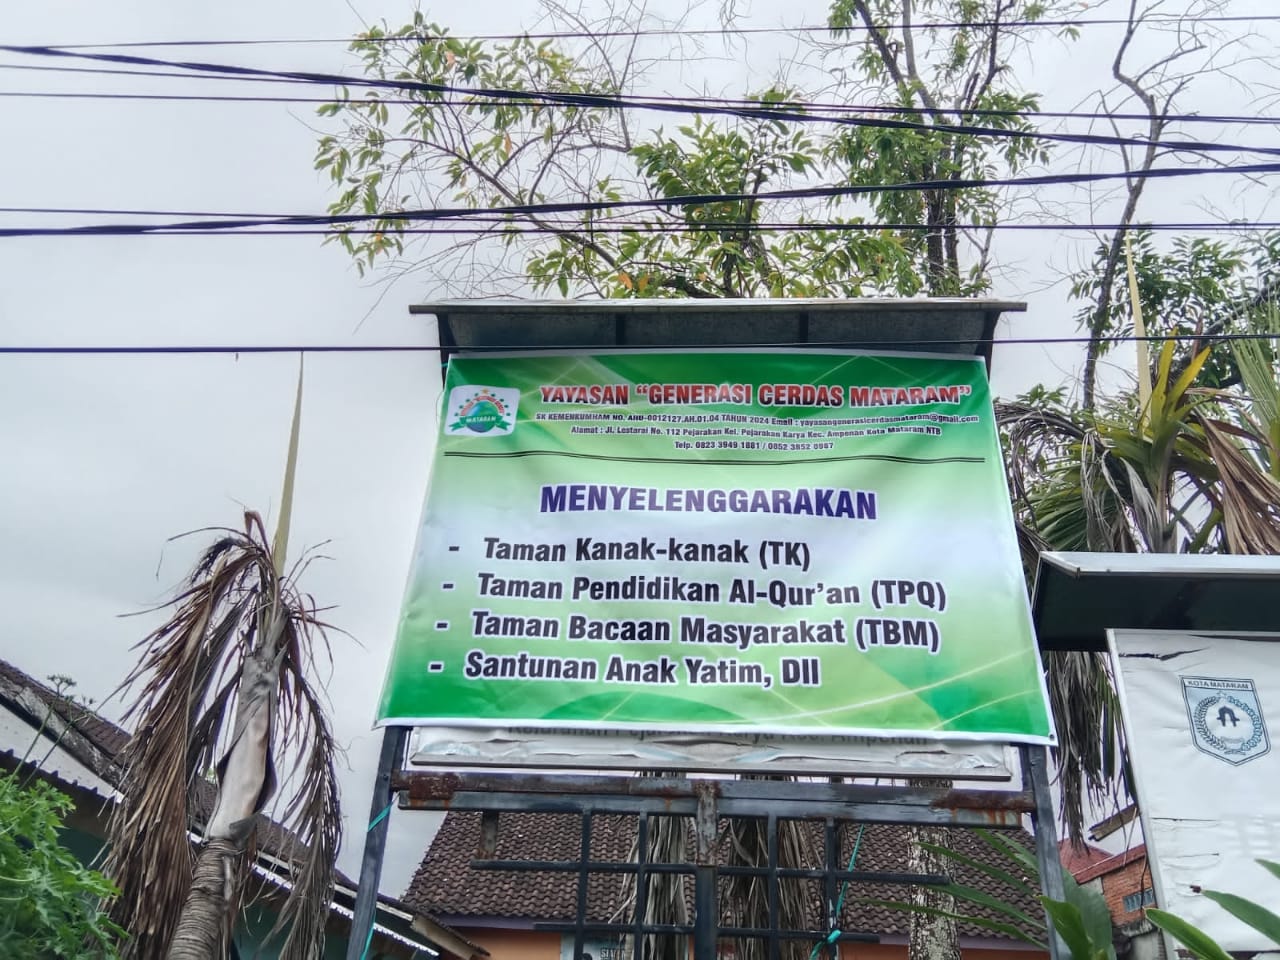 YAYASAN "GENERASI CERDAS MATARAM"
SK KEMENKUMHAM NO. AHU-0012127.AH.01.04 TAHUN 2024 Email : yayasangenerasicerdasmataram@gmail.com
Alamat : Jl. Lestarai No. 112 Pejarakan Kel. Pejarakan Karya Kec. Ampenan Kota Mataram NTB
Telp. 0823 3949 1881 / 0852 3852 0987
MATARAM
MENYELENGGARAKAN
- Taman Kanak-kanak (TK)
- Taman Pendidikan Al-Qur'an (TPQ)
- Taman Bacaan Masyarakat (TBM)
- Santunan Anak Yatim, Dll
KOTA MATARAM